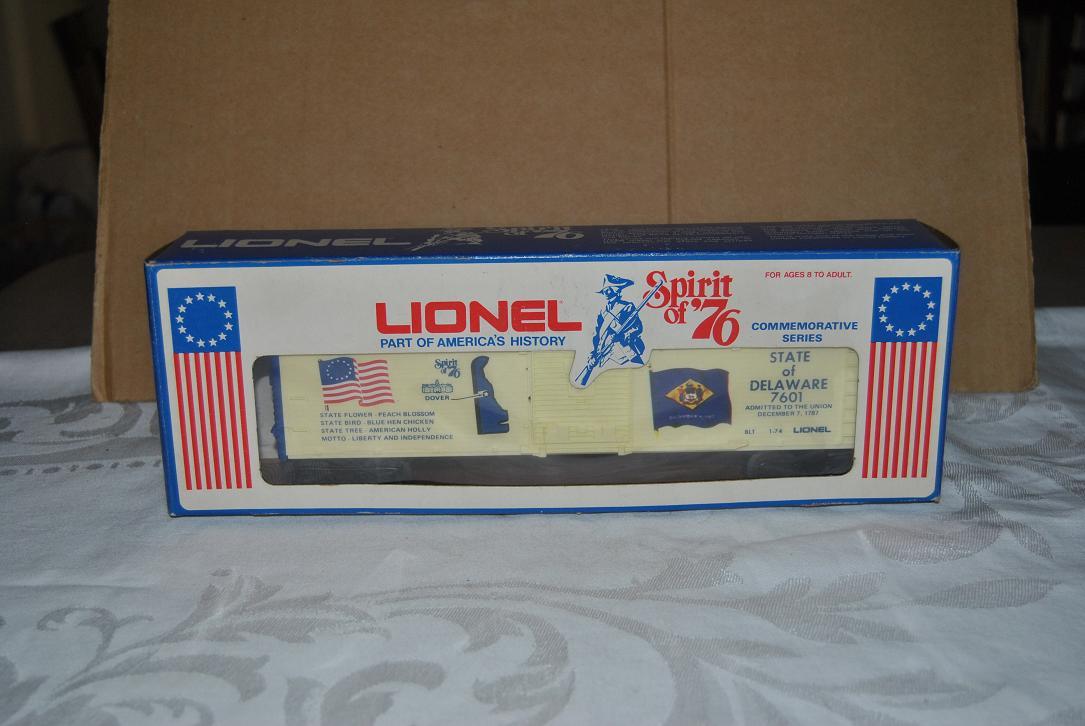 LIONEL Spirit of '76
LIONEL
PART OF AMERICA'S HISTORY
Spirit
of '76
FOR AGES 8 TO ADULT.
COMMEMORATIVE
SERIES
Spirit
of '76
DOVER
STATE FLOWER - PEACH BLOSSOM
STATE BIRD - BLUE HEN CHICKEN
STATE TREE - AMERICAN HOLLY
MOTTO - LIBERTY AND INDEPENDENCE
STATE
of
DELAWARE
7601
ADMITTED TO THE UNION
DECEMBER 7, 1787
BLT 1-74 LIONEL